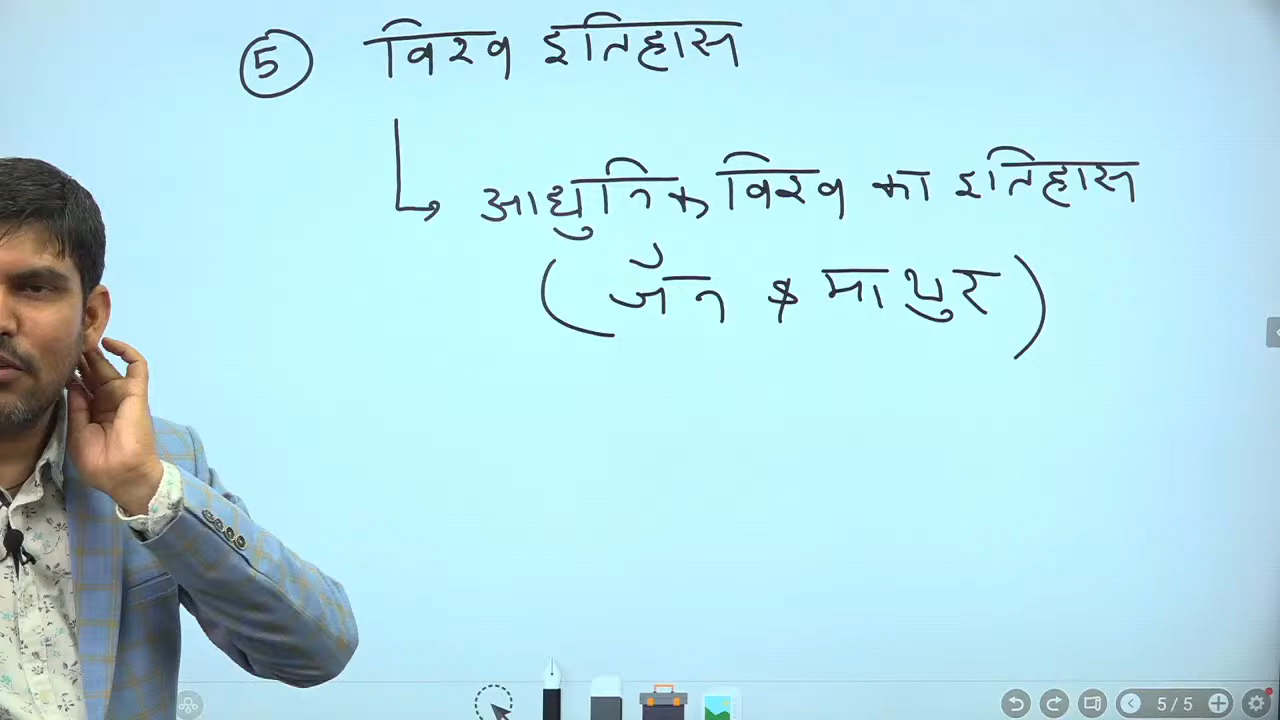 5 विश्व इतिहास
आधुनिक विश्व का इतिहास
(जैन & माथुर)
5/5